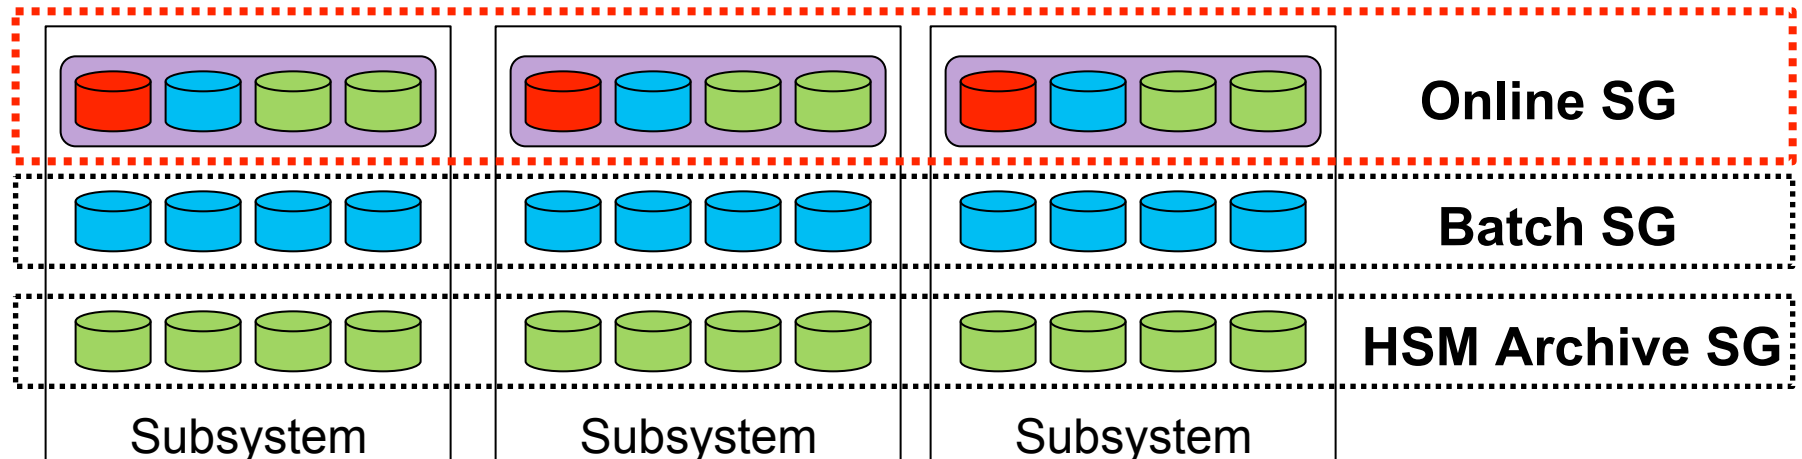 Online SG
Batch SG
HSM Archive SG
Subsystem
Subsystem
Subsystem